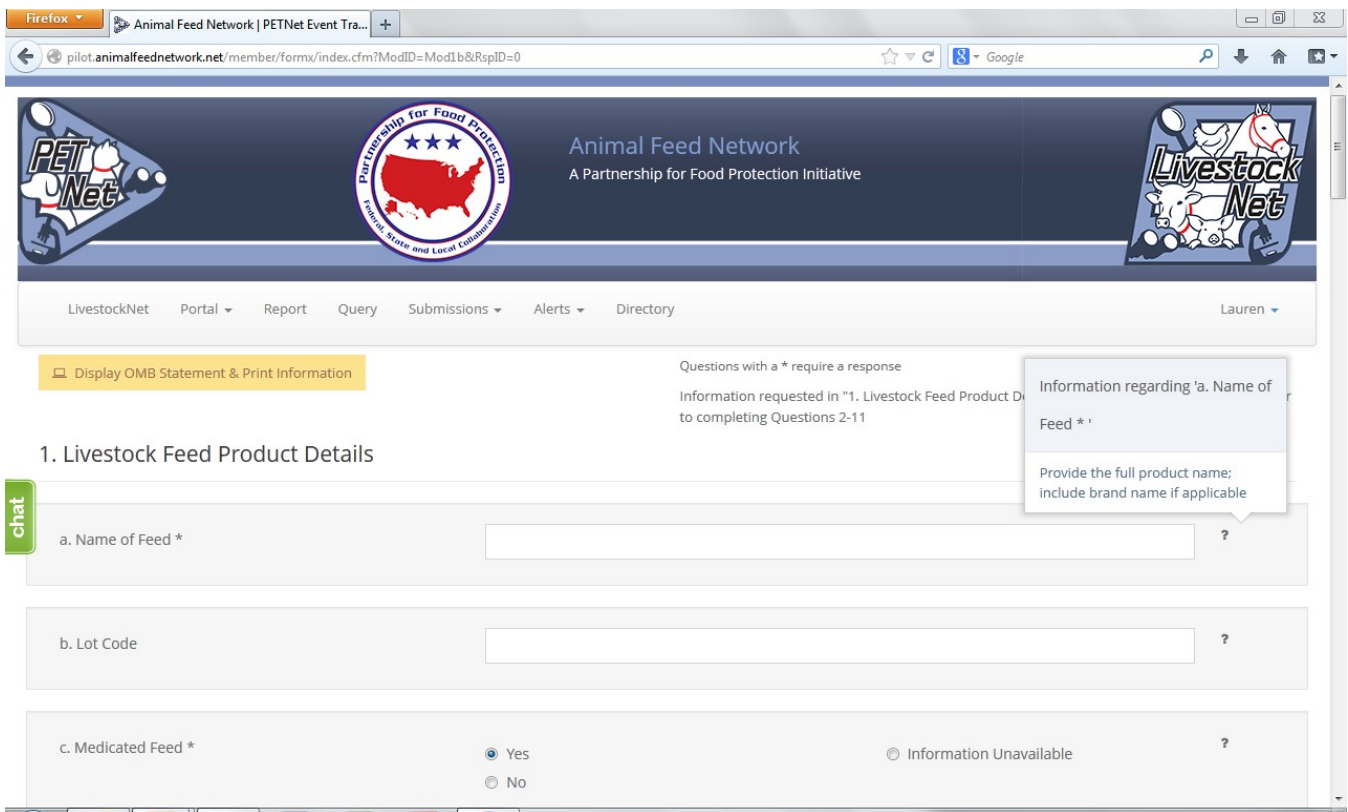 Firefox
Animal Feed Network | PETNet Event Tra...
pilot.animalfeednetwork.net/member/formx/index.cfm?ModID=Mod1b&RspID=0
Google
PET
Net
Partnership for Food Protection
Federal, State and Local Collaboration
Animal Feed Network
A Partnership for Food Protection Initiative
Livestock
Net
LivestockNet Portal Report Query Submissions Alerts Directory Lauren
Display OMB Statement & Print Information
Questions with a * require a response
Information requested in "1. Livestock Feed Product D
to completing Questions 2-11
Information regarding 'a. Name of
Feed * '
Provide the full product name;
include brand name if applicable
1. Livestock Feed Product Details
chat
a. Name of Feed * ?
b. Lot Code ?
c. Medicated Feed * Yes Information Unavailable ?
No